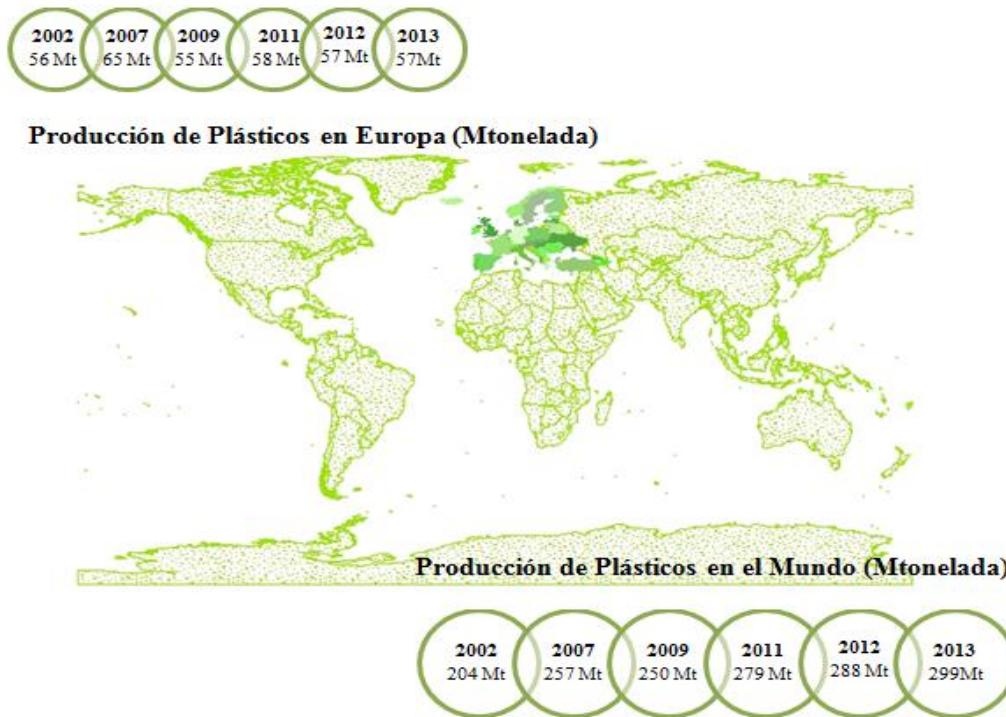 2002 2007 2009 2011 2012 2013
56 Mt 65 Mt 55 Mt 58 Mt 57 Mt 57Mt
Producción de Plásticos en Europa (Mtonelada)
Producción de Plásticos en el Mundo (Mtonelada)
2002 2007 2009 2011 2012 2013
204 Mt 257 Mt 250 Mt 279 Mt 288 Mt 299Mt